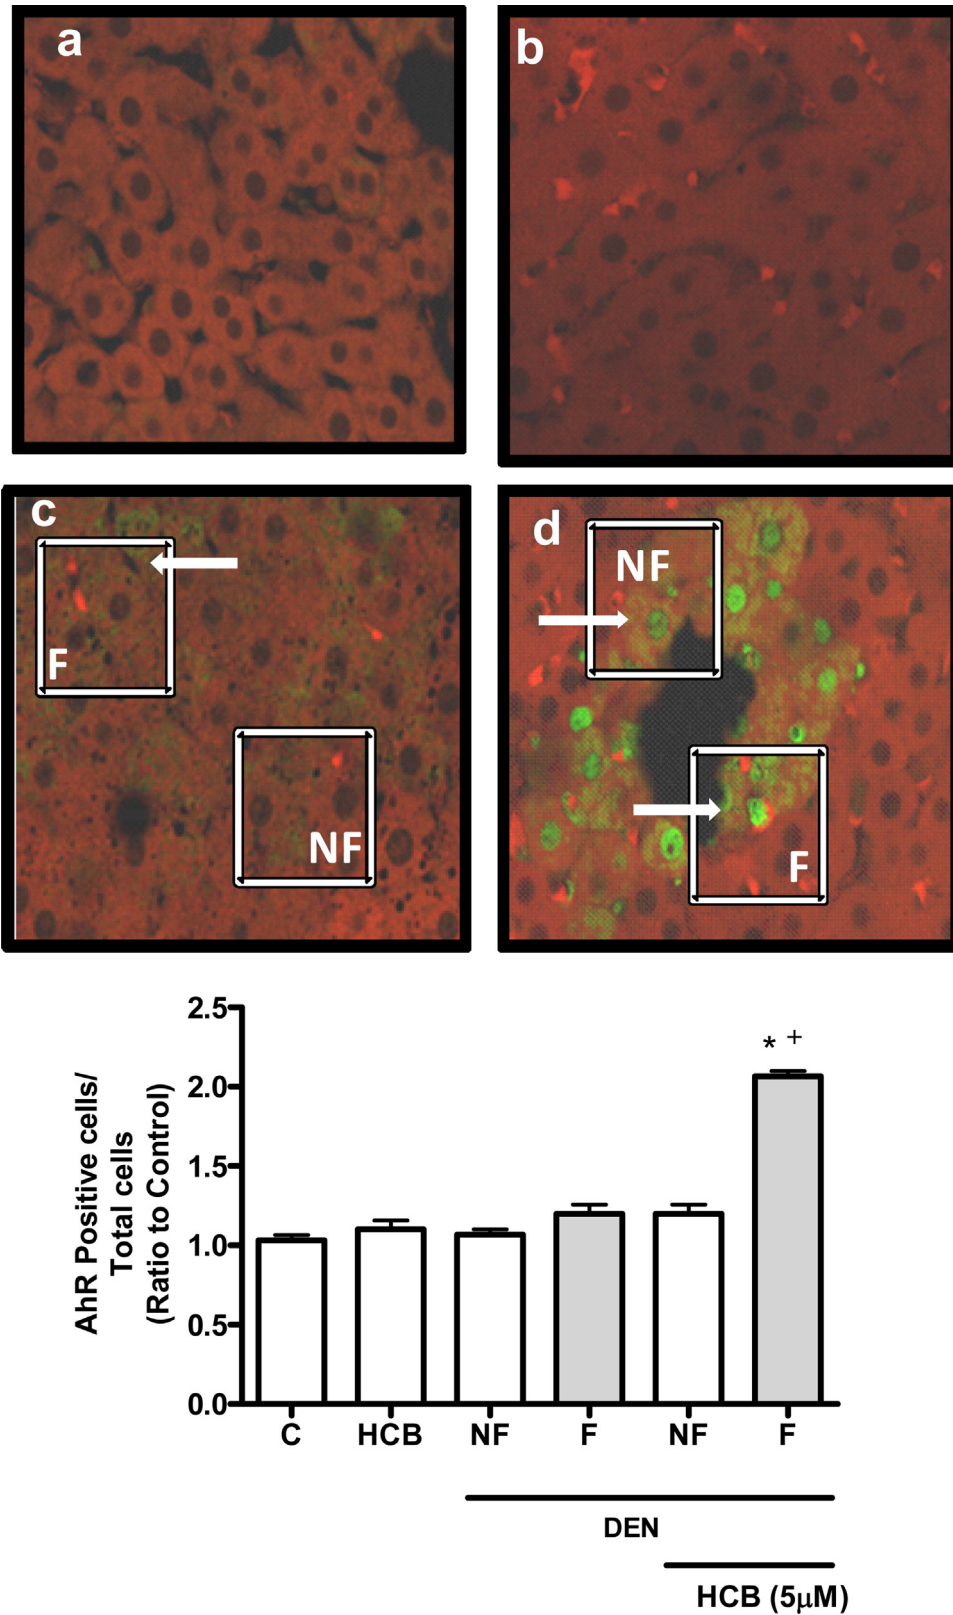 a
b
c
F
NF
d
NF
F
AhR Positive cells/
Total cells
(Ratio to Control)
2.5
2.0
1.5
1.0
0.5
0.0
* +
C HCB NF F NF F
DEN
HCB (5μM)